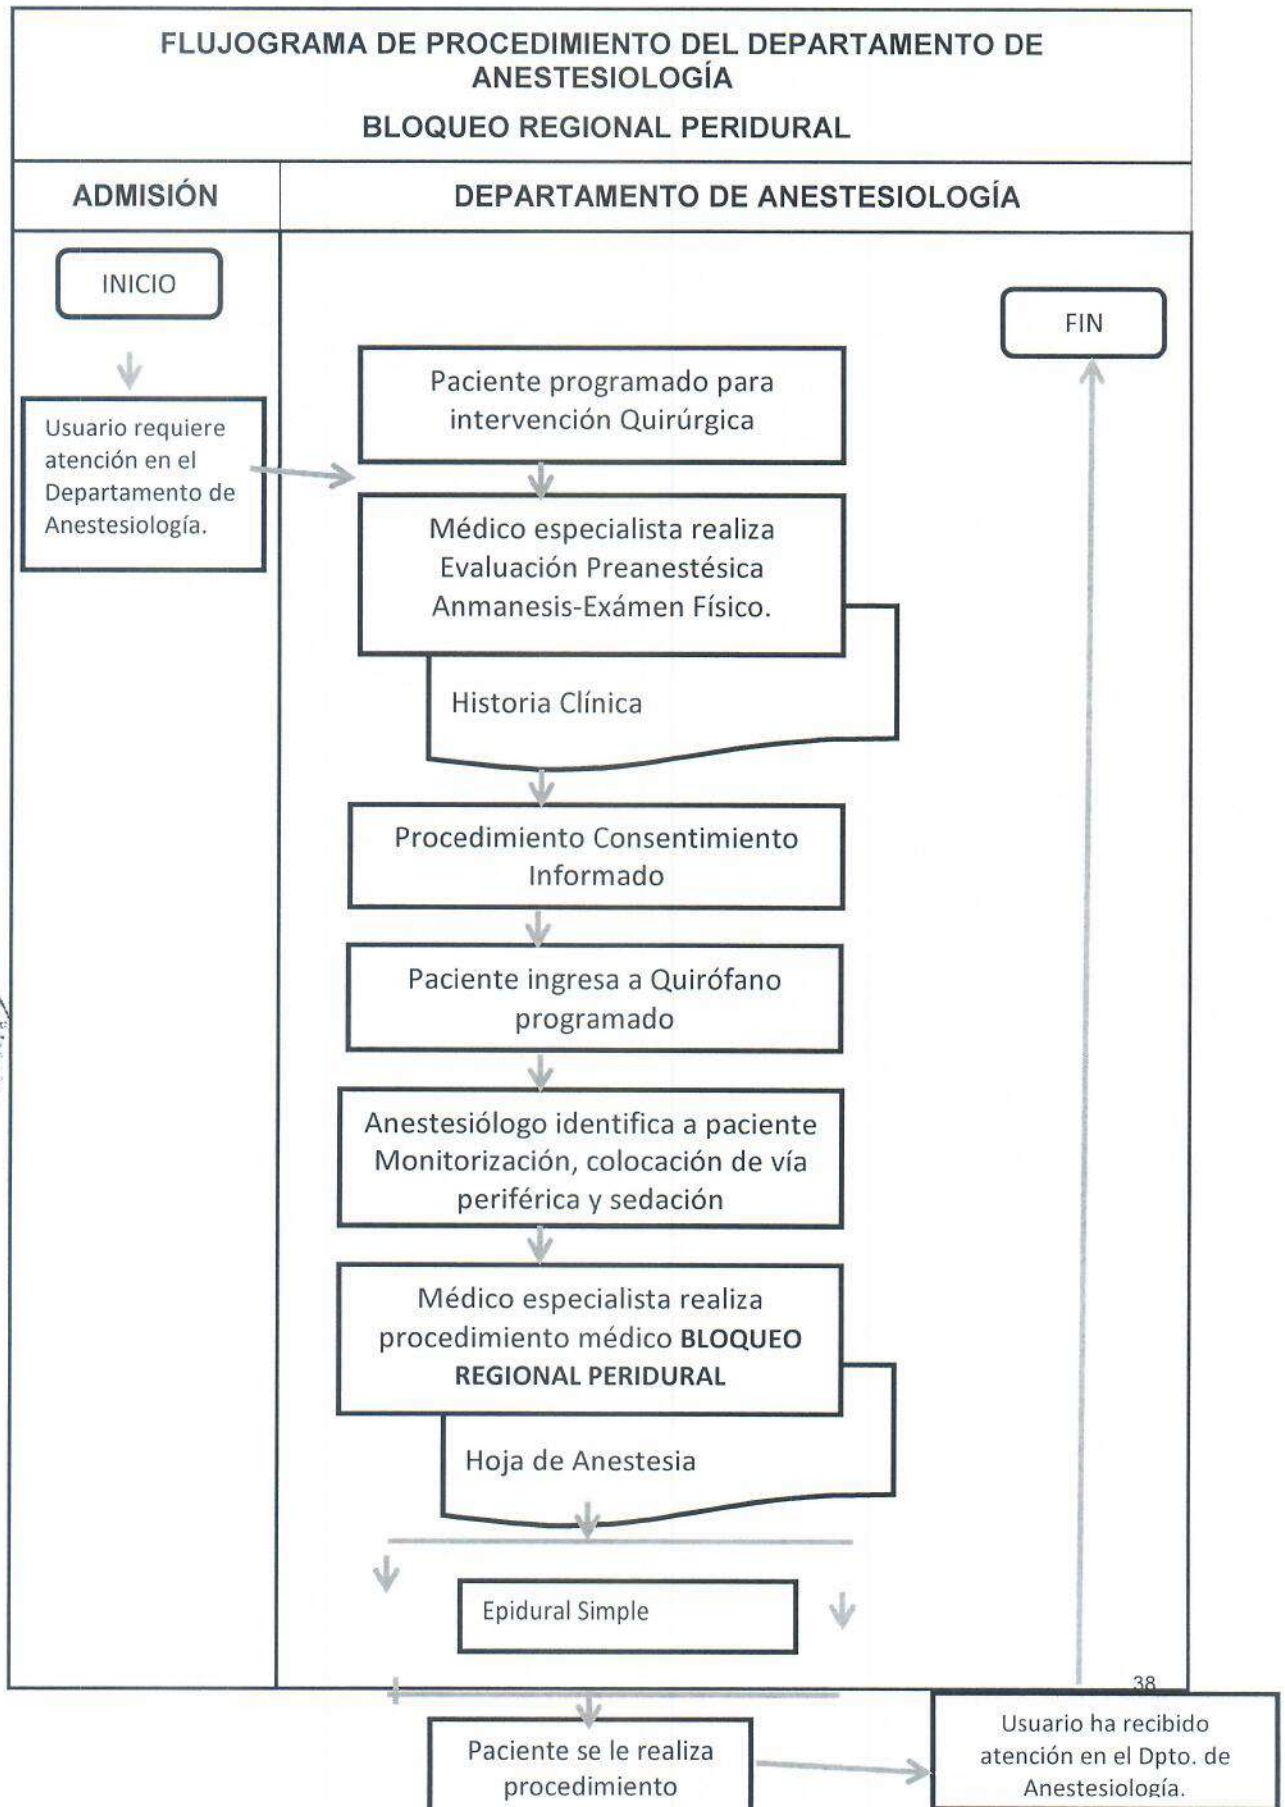 FLUJOGRAMA DE PROCEDIMIENTO DEL DEPARTAMENTO DE
ANESTESIOLOGÍA
BLOQUEO REGIONAL PERIDURAL
ADMISIÓN
DEPARTAMENTO DE ANESTESIOLOGÍA
INICIO
FIN
Usuario requiere
atención en el
Departamento de
Anestesiología.
Paciente programado para
intervención Quirúrgica
Médico especialista realiza
Evaluación Preanestésica
Anmanesis-Exámen Físico.
Historia Clínica
Procedimiento Consentimiento
Informado
Paciente ingresa a Quirófano
programado
Anestesiólogo identifica a paciente
Monitorización, colocación de vía
periférica y sedación
Médico especialista realiza
procedimiento médico BLOQUEO
REGIONAL PERIDURAL
Hoja de Anestesia
Epidural Simple
38
Paciente se le realiza
procedimiento
Usuario ha recibido
atención en el Dpto. de
Anestesiología.